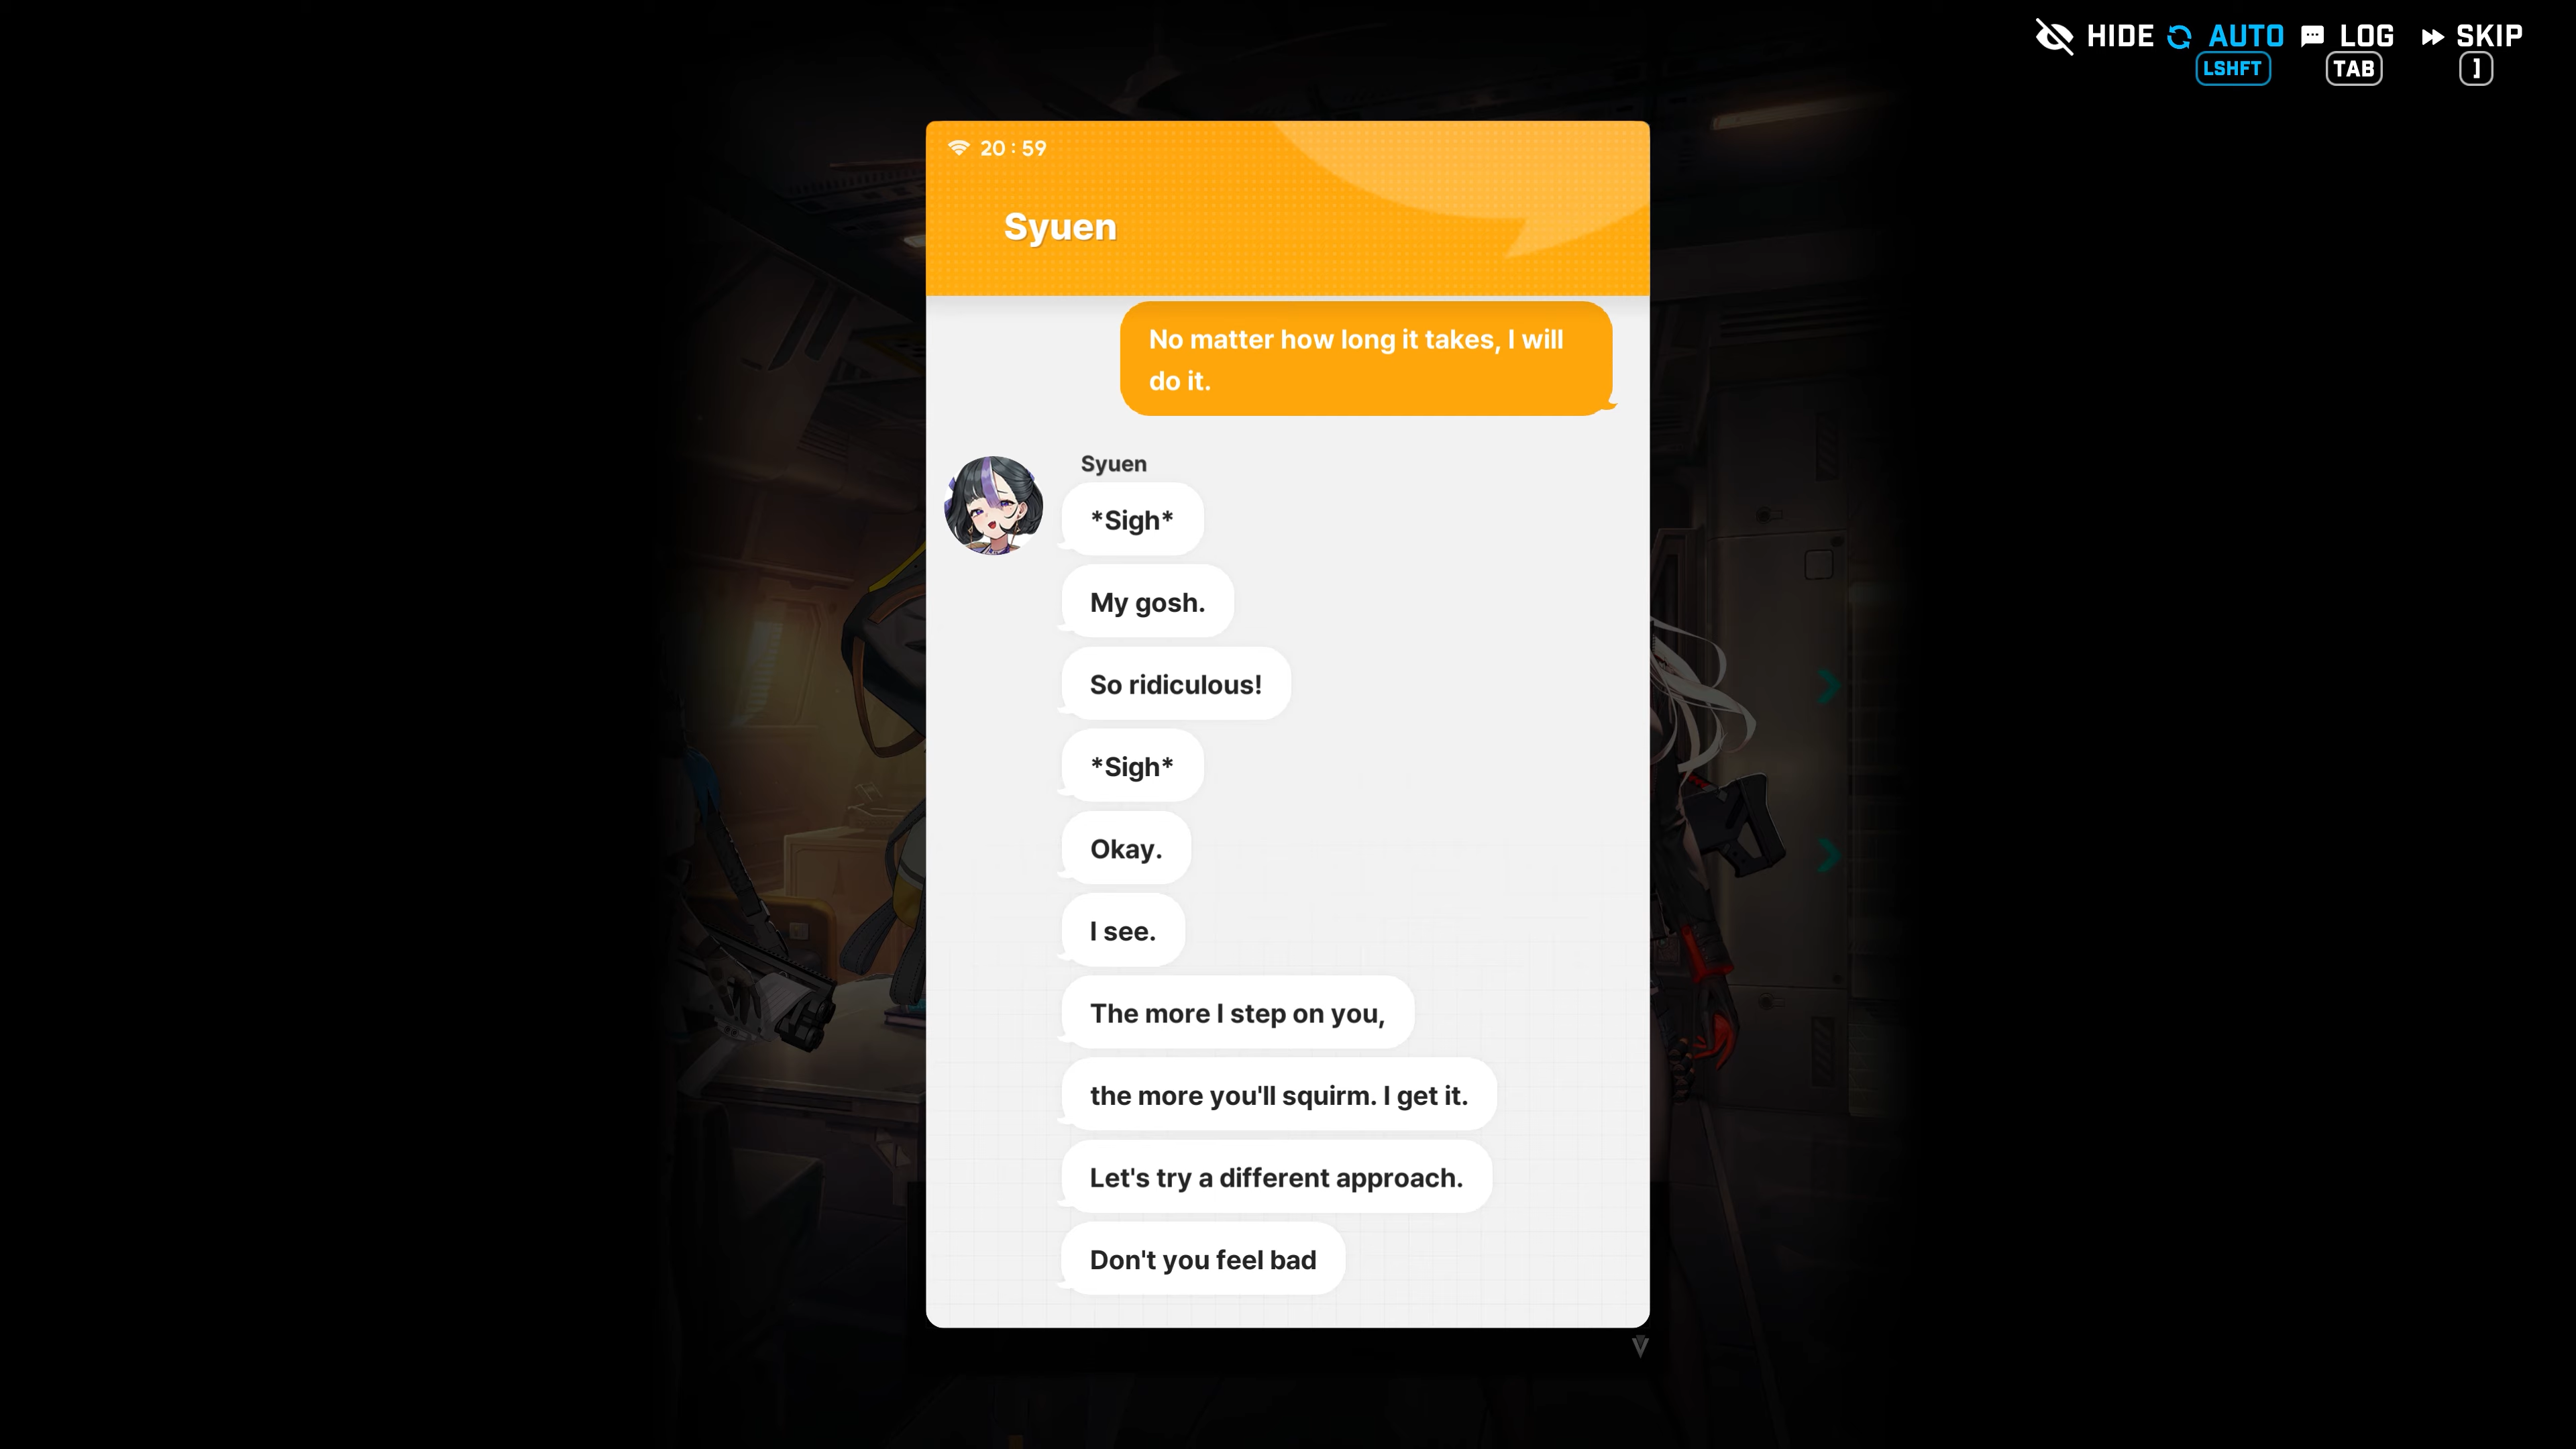 HIDE AUTO LOG SKIP
LSHFT TAB ]
20 : 59
Syuen
No matter how long it takes, I will
do it.
Syuen
*Sigh*
My gosh.
So ridiculous!
*Sigh*
Okay.
I see.
The more I step on you,
the more you'll squirm. I get it.
Let's try a different approach.
Don't you feel bad